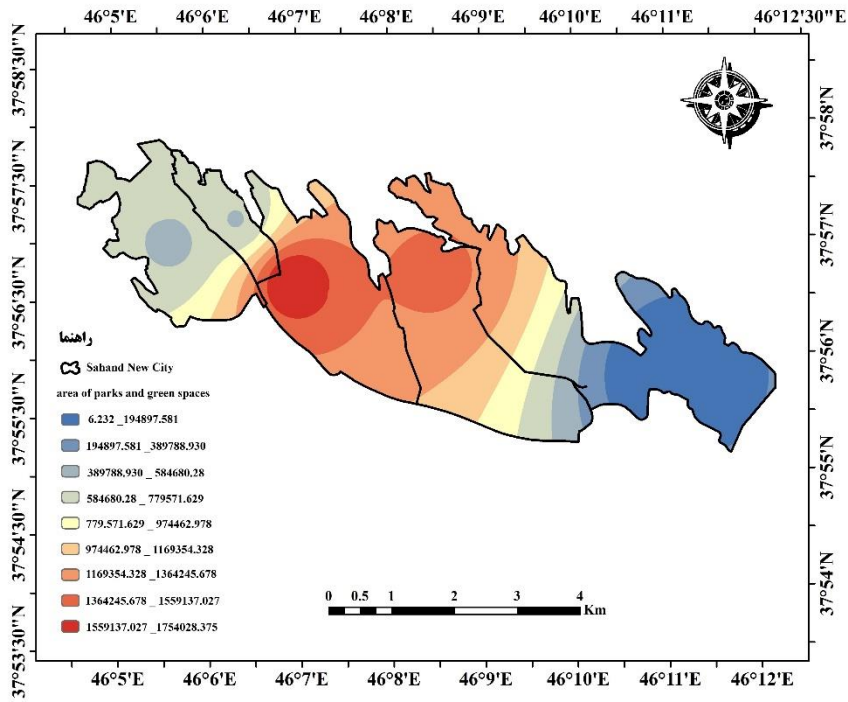 46°5'E 46°6'E 46°7'E 46°8'E 46°9'E 46°10'E 46°11'E 46°12'E 46°12'30"E
37°58'30"N
37°57'30"N
37°56'30"N
37°55'30"N
37°54'30"N
37°53'30"N
37°58'N
37°57'N
37°56'N
37°55'N
37°54'N
راهنما
Sahand New City
area of parks and green spaces
6.232 _194897.581
194897.581 _389788.930
389788.930 _ 584680.28
584680.28 _ 779571.629
779.571.629 _ 974462.978
974462.978 _ 1169354.328
1169354.328 _1364245.678
1364245.678 _ 1559137.027
1559137.027 _1754028.375
0 0.5 1 2 3 4
Km
46°5'E 46°6'E 46°7'E 46°8'E 46°9'E 46°10'E 46°11'E 46°12'E